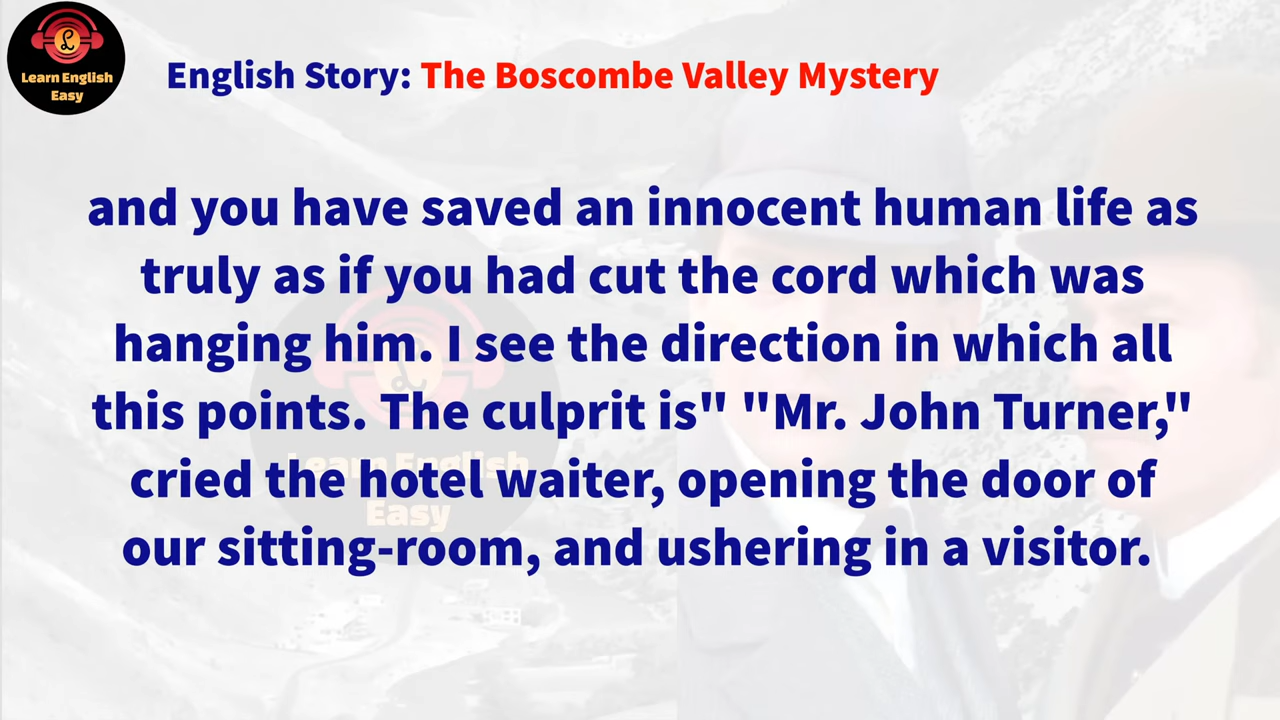 Learn English
Easy
English Story: The Boscombe Valley Mystery
and you have saved an innocent human life as
truly as if you had cut the cord which was
hanging him. I see the direction in which all
this points. The culprit is" "Mr. John Turner,"
cried the hotel waiter, opening the door of
our sitting-room, and ushering in a visitor.
Learn English
Easy